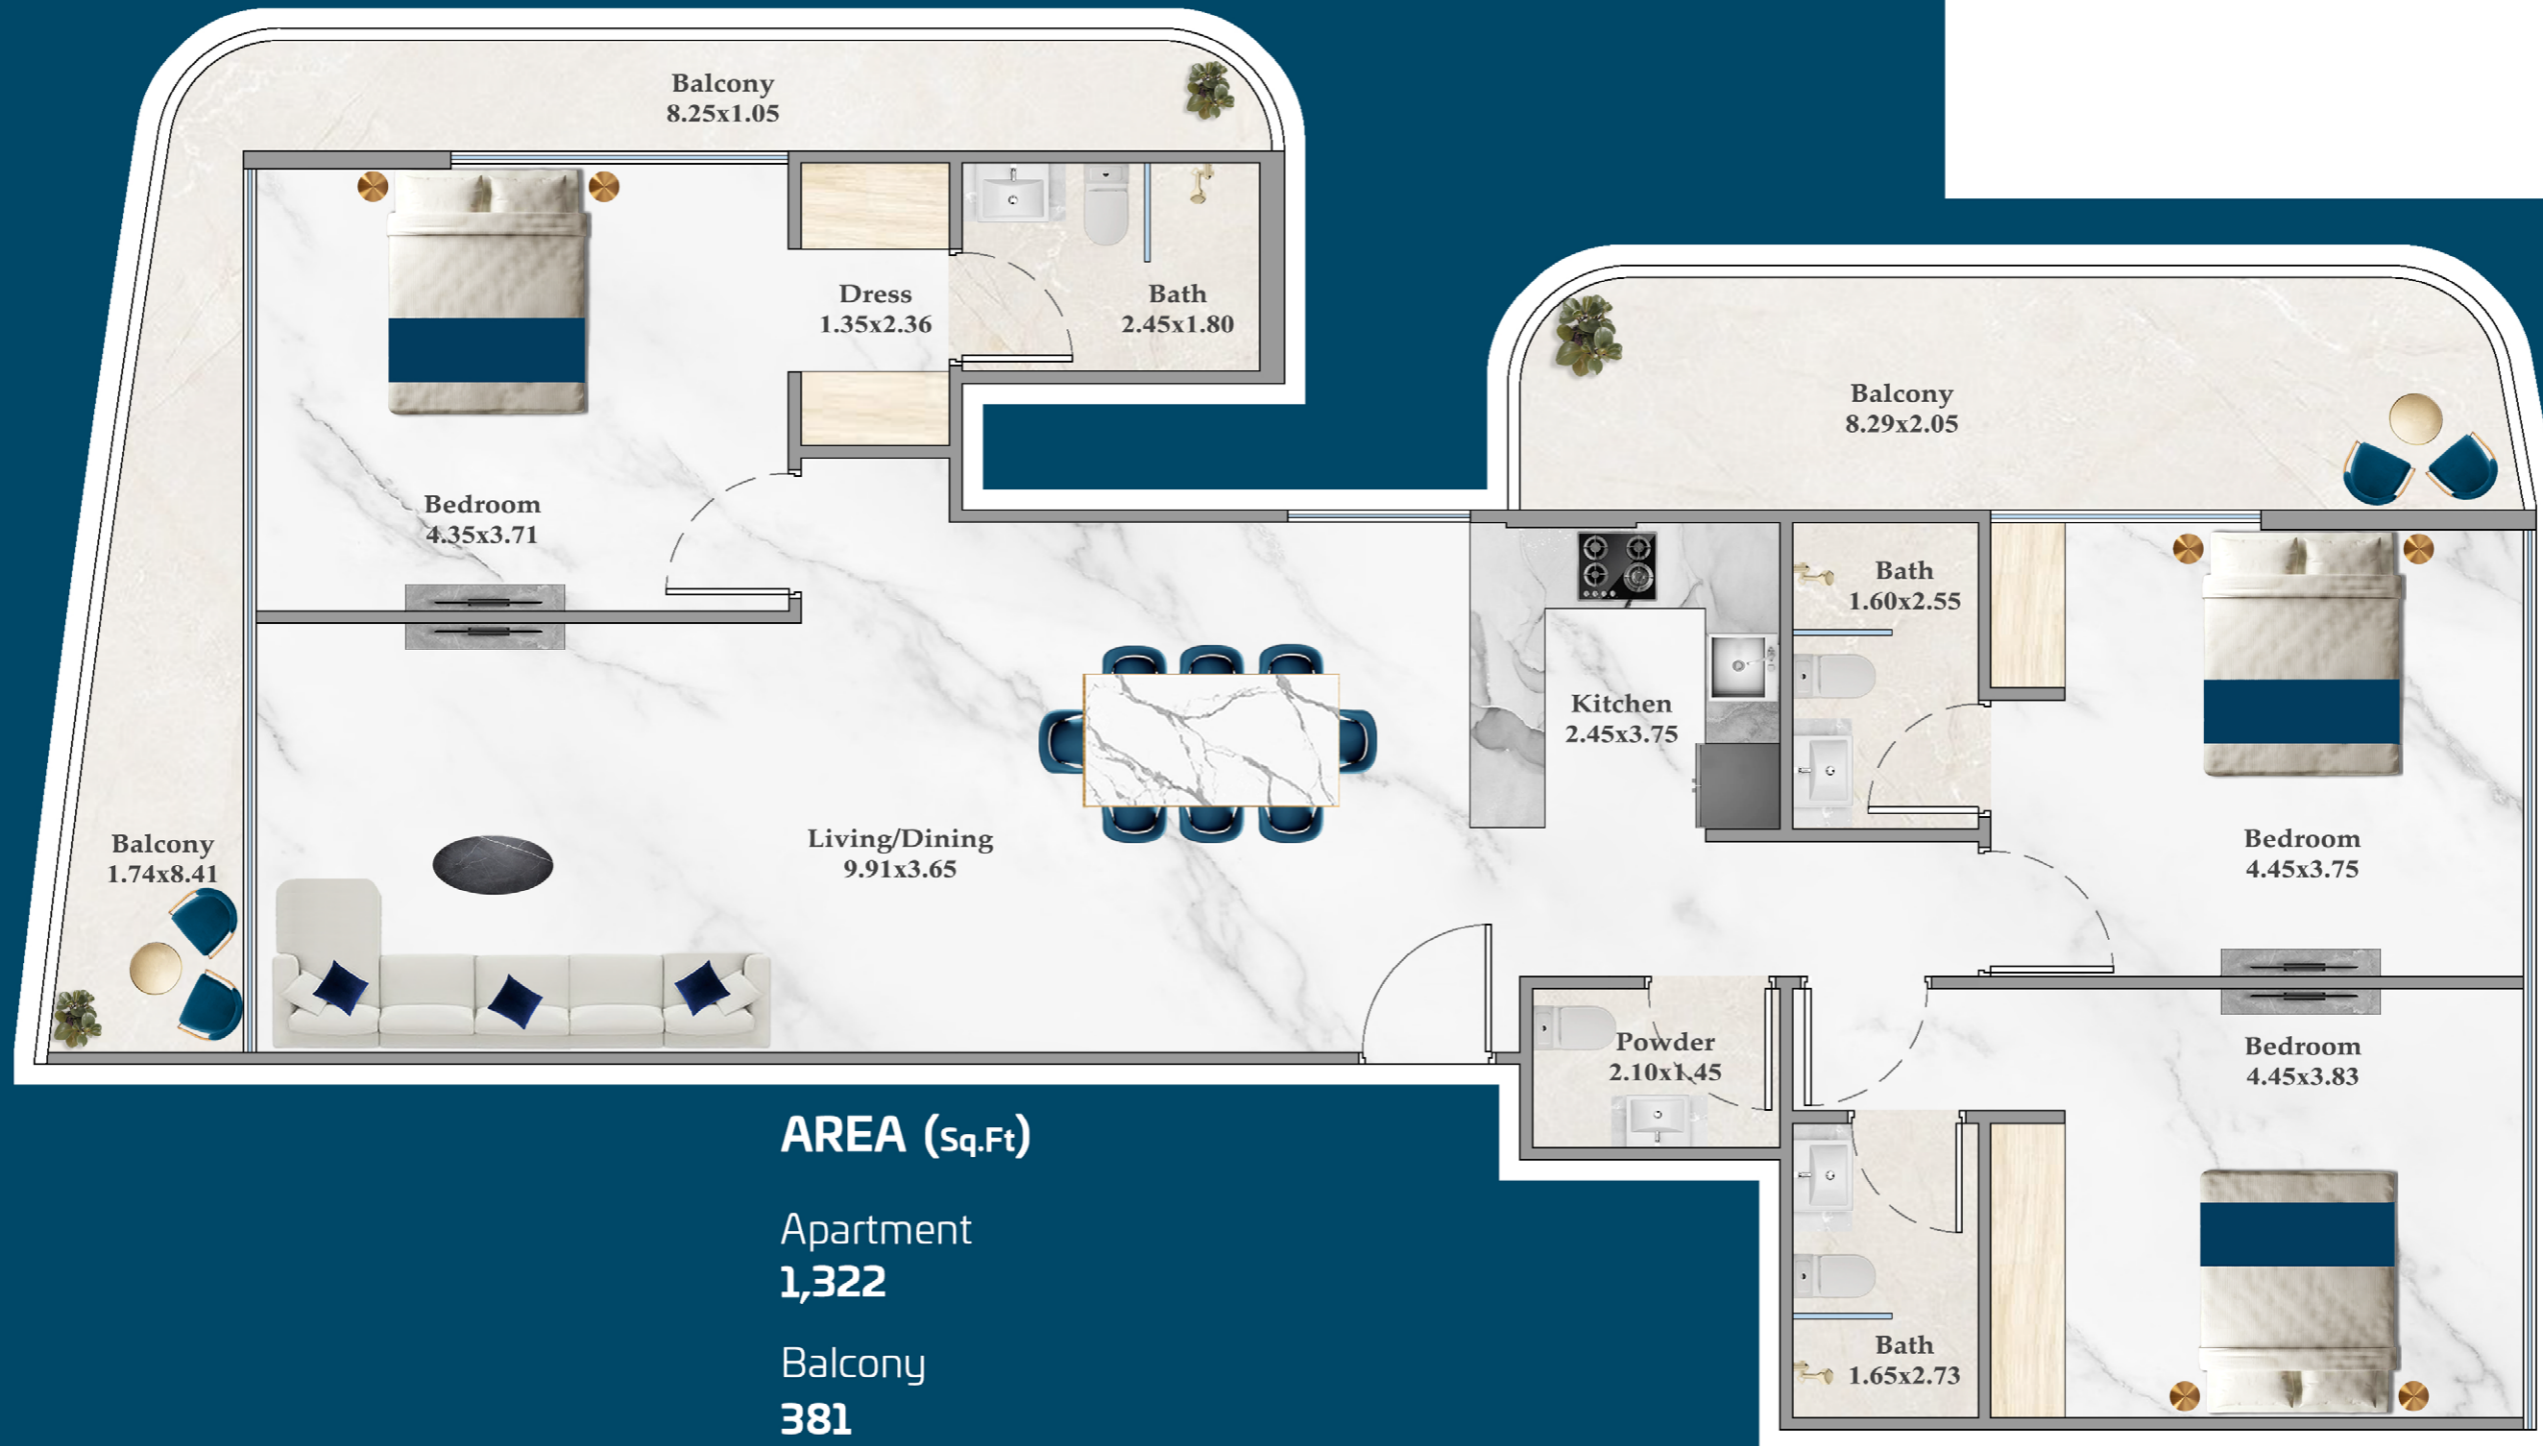 Balcony
8.25x1.05
Dress
1.35x2.36
Bath
2.45x1.80
Balcony
8.29x2.05
Bedroom
4.35x3.71
Bath
1.60x2.55
Kitchen
2.45x3.75
Balcony
1.74x8.41
Living/Dining
9.91x3.65
Bedroom
4.45x3.75
Powder
2.10x1.45
Bedroom
4.45x3.83
Bath
1.65x2.73
AREA (Sq.Ft)
Apartment
1,322
Balcony
381